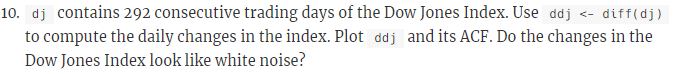 10. dj contains 292 consecutive trading days of the Dow Jones Index. Use ddj <- diff(dj)
to compute the daily changes in the index. Plot ddj and its ACF. Do the changes in the
Dow Jones Index look like white noise?